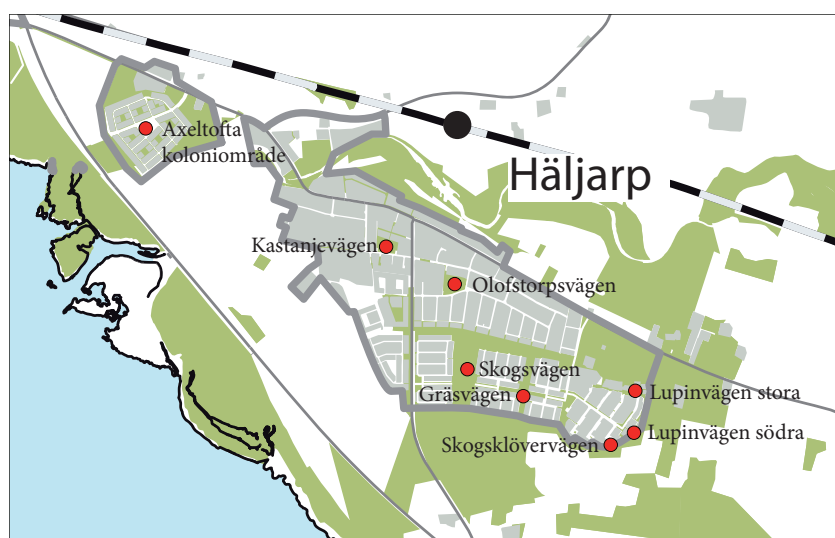 Axeltofta
koloniområde
Häljarp
Kastanjevägen
Olofstorpsvägen
Skogsvägen
Gräsvägen
Lupinvägen stora
Lupinvägen södra
Skogsklövervägen